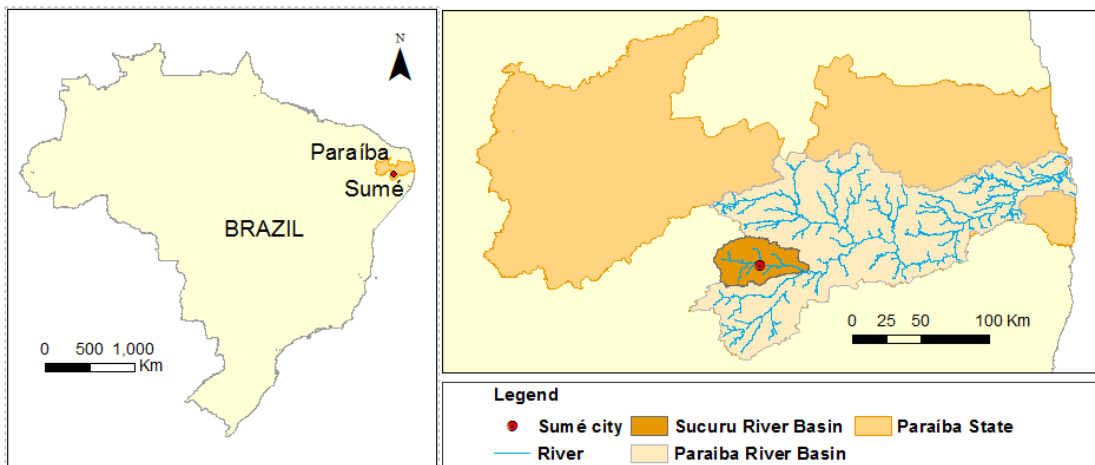 N
Paraíba
Sumé
BRAZIL
0 500 1,000
Km
0 25 50 100 Km
Legend
Sumé city Sucuru River Basin Paraíba State
River Paraiba River Basin